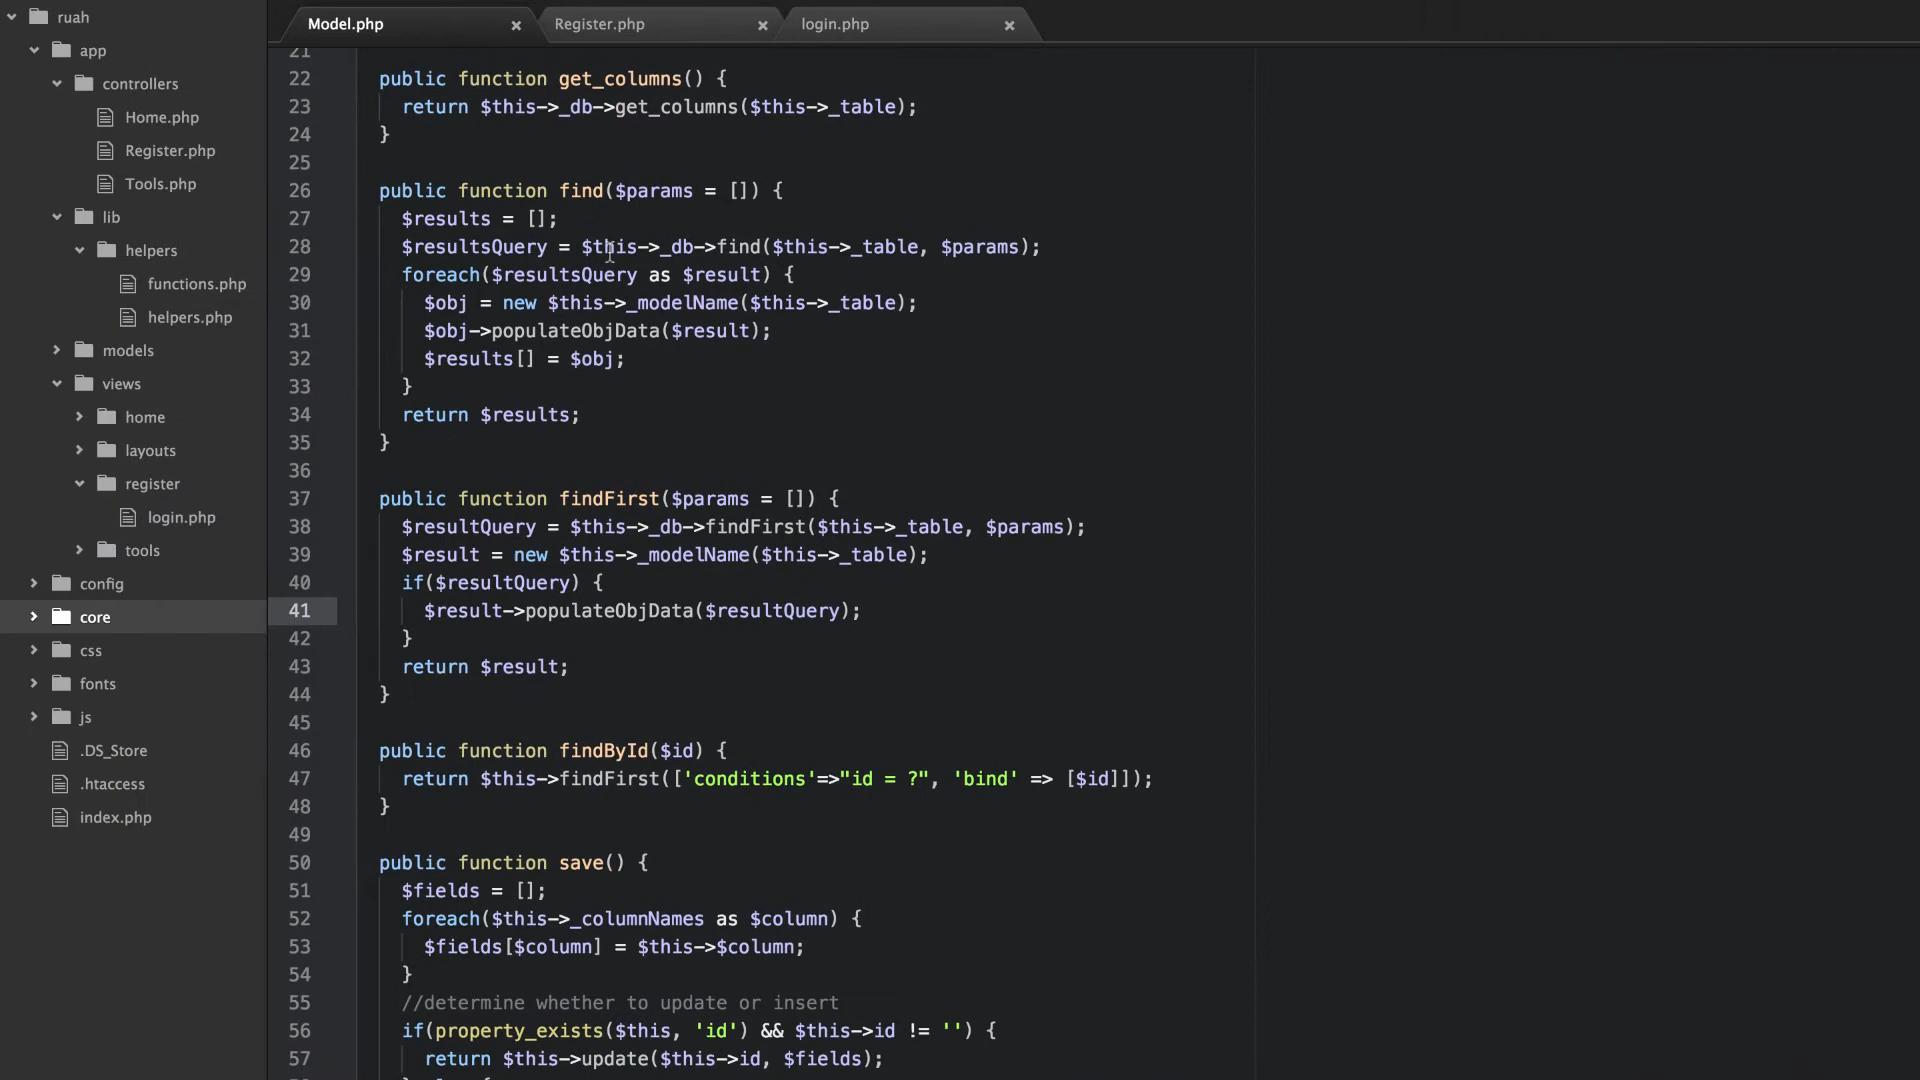 ruah
app
controllers
Home.php
Register.php
Tools.php
lib
helpers
functions.php
helpers.php
models
views
home
layouts
register
login.php
tools
config
core
css
fonts
js
.DS_Store
.htaccess
index.php
Model.php
Register.php
login.php
21
22 public function get_columns() {
23 return $this->_db->get_columns($this->_table);
24 }
25
26 public function find($params = []) {
27 $results = [];
28 $resultsQuery = $this->_db->find($this->_table, $params);
29 foreach($resultsQuery as $result) {
30 $obj = new $this->_modelName($this->_table);
31 $obj->populateObjData($result);
32 $results[] = $obj;
33 }
34 return $results;
35 }
36
37 public function findFirst($params = []) {
38 $resultQuery = $this->_db->findFirst($this->_table, $params);
39 $result = new $this->_modelName($this->_table);
40 if($resultQuery) {
41 $result->populateObjData($resultQuery);
42 }
43 return $result;
44 }
45
46 public function findById($id) {
47 return $this->findFirst(['conditions'=>"id = ?", 'bind' => [$id]]);
48 }
49
50 public function save() {
51 $fields = [];
52 foreach($this->_columnNames as $column) {
53 $fields[$column] = $this->$column;
54 }
55 //determine whether to update or insert
56 if(property_exists($this, 'id') && $this->id != '') {
57 return $this->update($this->id, $fields);